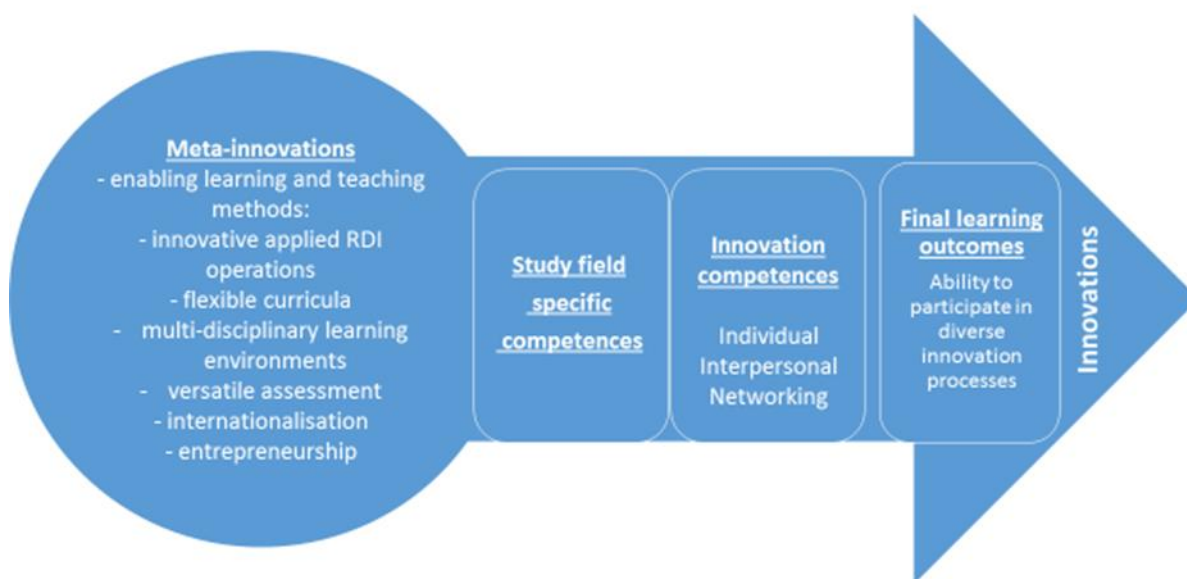 Meta-innovations
- enabling learning and teaching
methods:
- innovative applied RDI
operations
- flexible curricula
- multi-disciplinary learning
environments
- versatile assessment
- internationalisation
- entrepreneurship
Study field
specific
competences
Innovation
competences
Individual
Interpersonal
Networking
Final learning
outcomes
Ability to
participate in
diverse
innovation
processes
Innovations